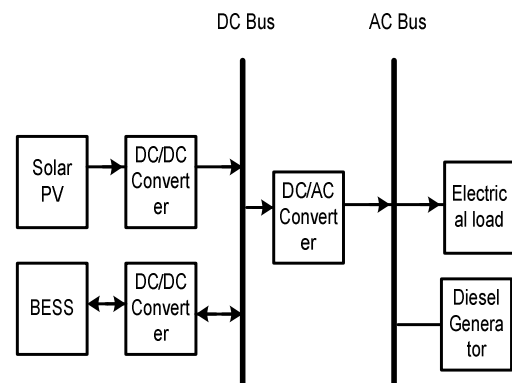 DC Bus
AC Bus
Solar
PV
DC/DC
Convert
er
DC/AC
Convert
er
Electric
al load
BESS
DC/DC
Convert
er
Diesel
Genera
tor